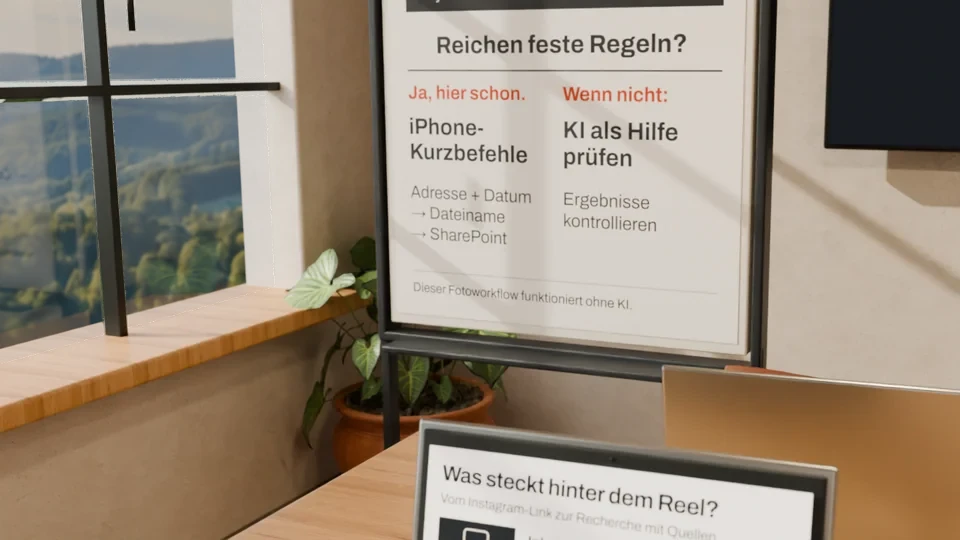 Reichen feste Regeln?
Ja, hier schon.
iPhone-
Kurzbefehle
Adresse + Datum
→ Dateiname
→ SharePoint
Wenn nicht:
KI als Hilfe
prüfen
Ergebnisse
kontrollieren
Dieser Fotoworkflow funktioniert ohne KI.
Was steckt hinter dem Reel?
Vom Instagram-Link zur Recherche mit Quellen